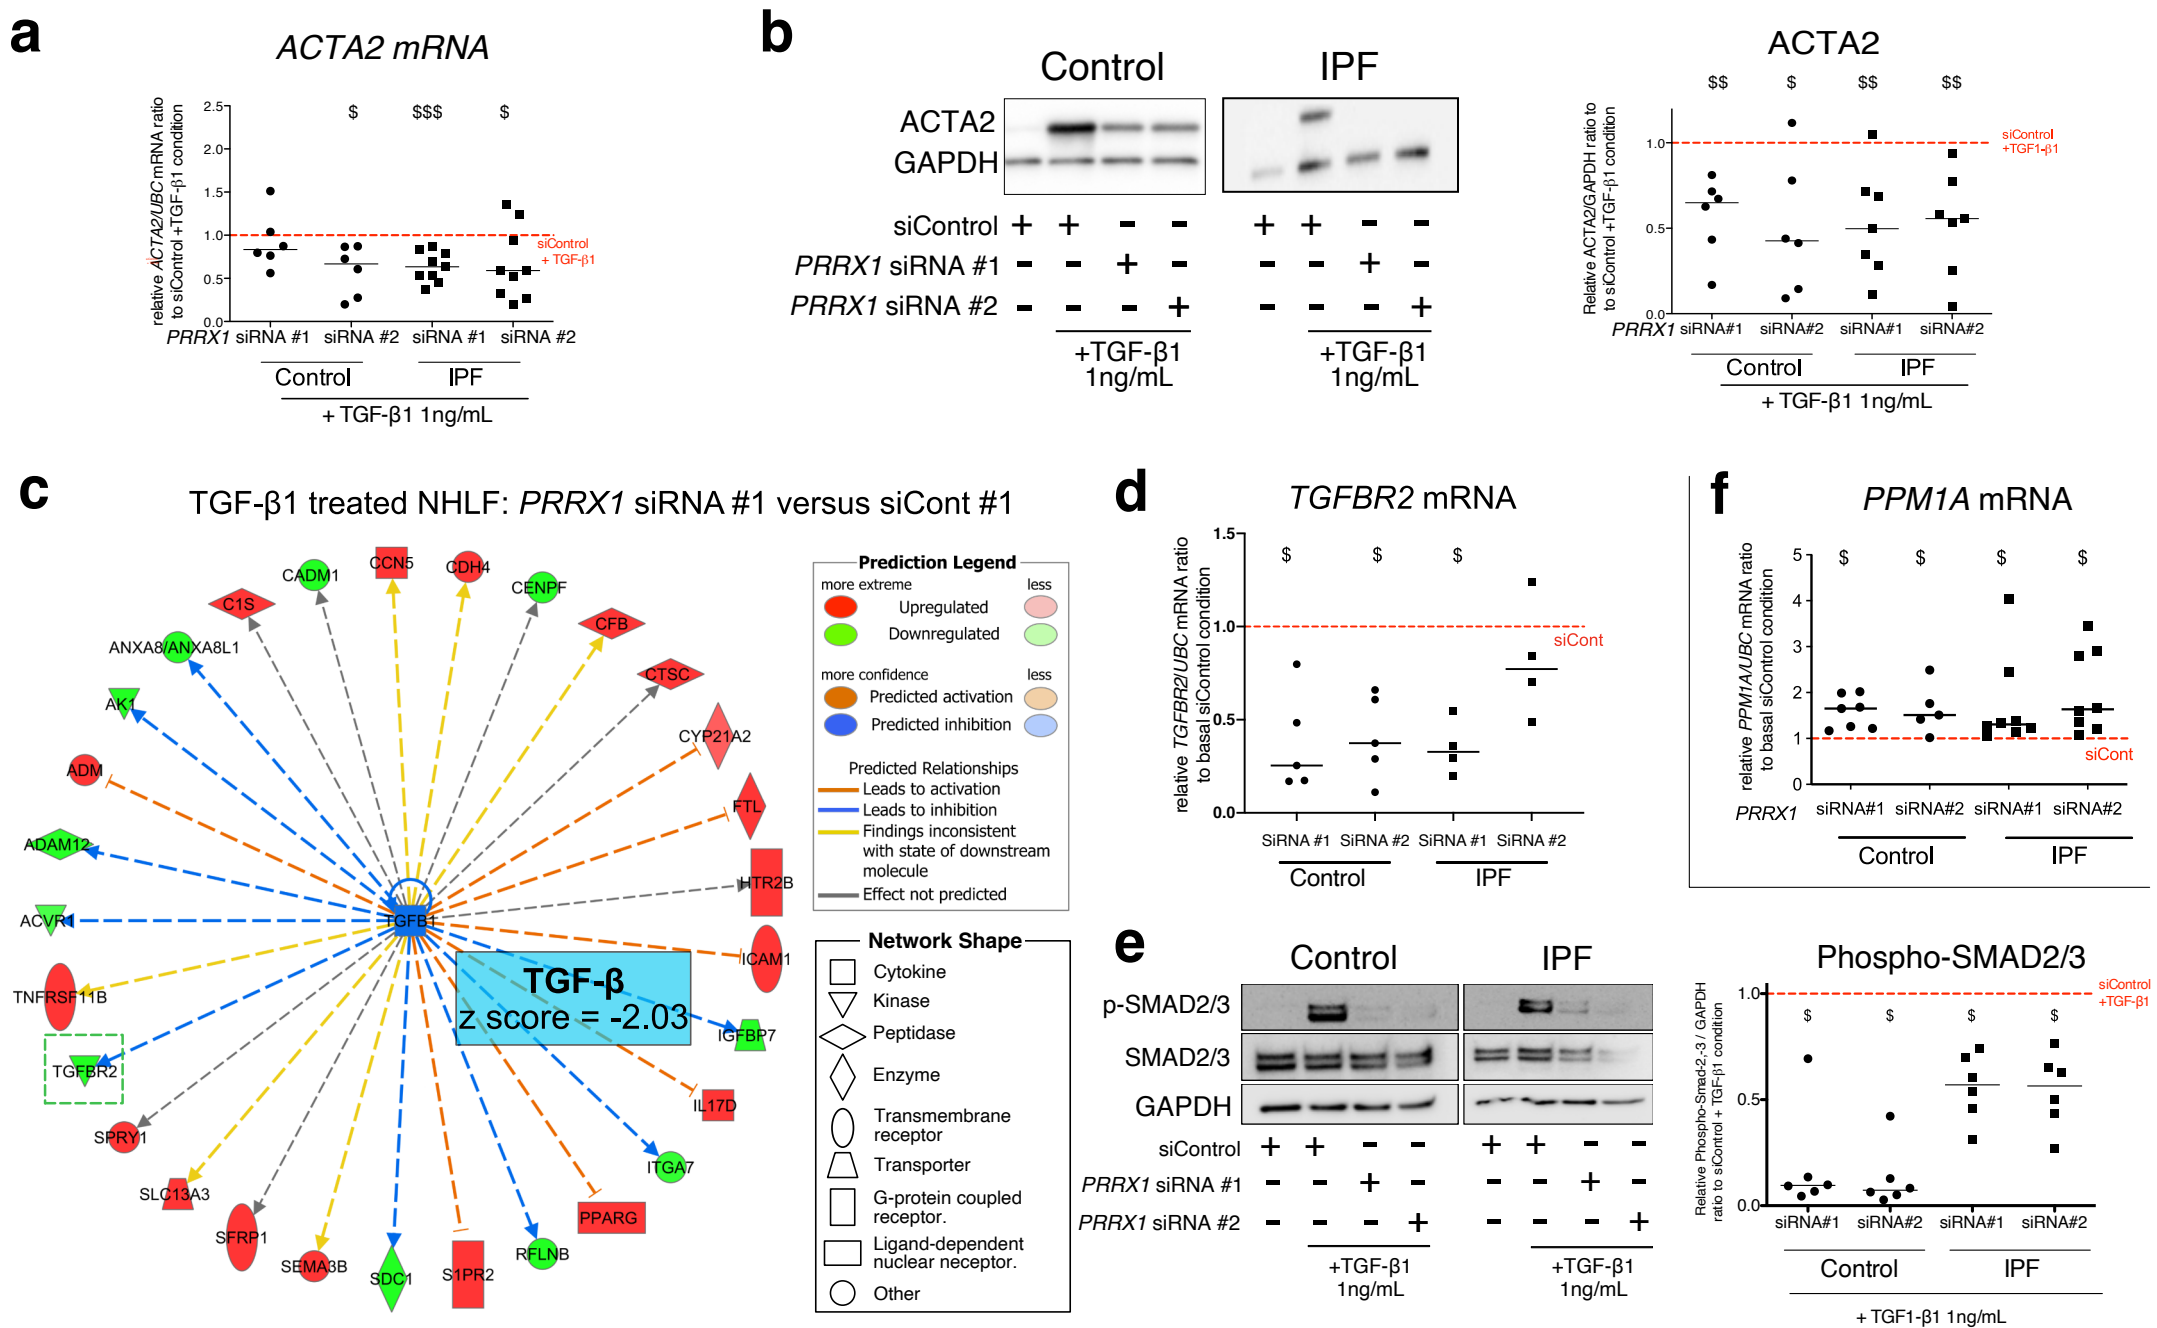 a
ACTA2 mRNA
relative ACTA2/UBC mRNA ratio
to siControl +TGF-β1 condition
2.5
2.0
1.5
1.0
0.5
0.0
$ $$$ $
siControl
+ TGF-β1
PRRX1 siRNA #1 siRNA #2 siRNA #1 siRNA #2
Control IPF
+ TGF-β1 1ng/mL
b
Control IPF
ACTA2
GAPDH
siControl + + − − + + − −
PRRX1 siRNA #1 − − + − − − + −
PRRX1 siRNA #2 − − − + − − − +
+TGF-β1 +TGF-β1
1ng/mL 1ng/mL
ACTA2
$$ $ $$ $$
Relative ACTA2/GAPDH ratio to
to siControl +TGF-β1 condition
1.0
0.5
0.0
siControl
+TGF1-β1
PRRX1 siRNA#1 siRNA#2 siRNA#1 siRNA#2
Control IPF
+ TGF-β1 1ng/mL
c
TGF-β1 treated NHLF: PRRX1 siRNA #1 versus siCont #1
CCN5
CDH4
CADM1
CENPF
C1S
CFB
ANXA8/ANXA8L1
CTSC
AK1
CYP21A2
ADM
FTL
ADAM12
HTR2B
ACVR1
TGFB1
ICAM1
TNFRSF11B
TGF-β
z score = -2.03
IGFBP7
TGFBR2
IL17D
SPRY1
ITGA7
SLC13A3
PPARG
SFRP1
SEMA3B
SDC1
S1PR2
RFLNB
Prediction Legend
more extreme less
Upregulated
Downregulated
more confidence less
Predicted activation
Predicted inhibition
Predicted Relationships
Leads to activation
Leads to inhibition
Findings inconsistent
with state of downstream
molecule
Effect not predicted
Network Shape
Cytokine
Kinase
Peptidase
Enzyme
Transmembrane
receptor
Transporter
G-protein coupled
receptor.
Ligand-dependent
nuclear receptor.
Other
d
TGFBR2 mRNA
relative TGFBR2/UBC mRNA ratio
to basal siControl condition
1.5
1.0
0.5
0.0
$ $ $
siCont
SiRNA #1 SiRNA #2 SiRNA #1 SiRNA #2
Control IPF
f
PPM1A mRNA
relative PPM1A/UBC mRNA ratio
to basal siControl condition
5
4
3
2
1
0
$ $ $ $
siCont
PRRX1 siRNA#1 siRNA#2 siRNA#1 siRNA#2
Control IPF
e
Control IPF
p-SMAD2/3
SMAD2/3
GAPDH
siControl + + − − + + − −
PRRX1 siRNA #1 − − + − − − + −
PRRX1 siRNA #2 − − − + − − − +
+TGF-β1 +TGF-β1
1ng/mL 1ng/mL
Phospho-SMAD2/3
Relative Phospho-Smad-2,-3 / GAPDH
ratio to siControl + TGF-β1 condition
1.0
0.5
0.0
siControl
+TGF-β1
$ $ $ $
siRNA#1 siRNA#2 siRNA#1 siRNA#2
Control IPF
+ TGF1-β1 1ng/mL